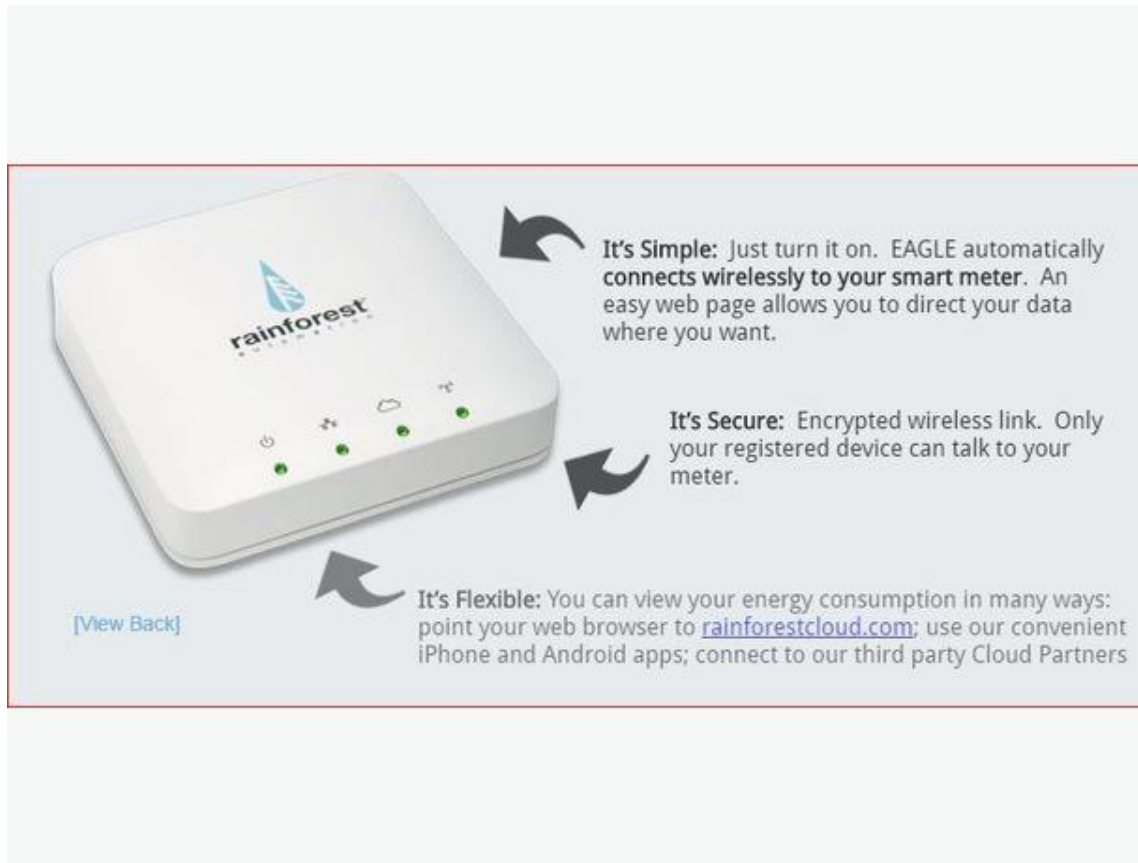 rainforest
automation
It's Simple: Just turn it on. EAGLE automatically
connects wirelessly to your smart meter. An
easy web page allows you to direct your data
where you want.
It's Secure: Encrypted wireless link. Only
your registered device can talk to your
meter.
It's Flexible: You can view your energy consumption in many ways:
point your web browser to rainforestcloud.com; use our convenient
iPhone and Android apps; connect to our third party Cloud Partners
[View Back]